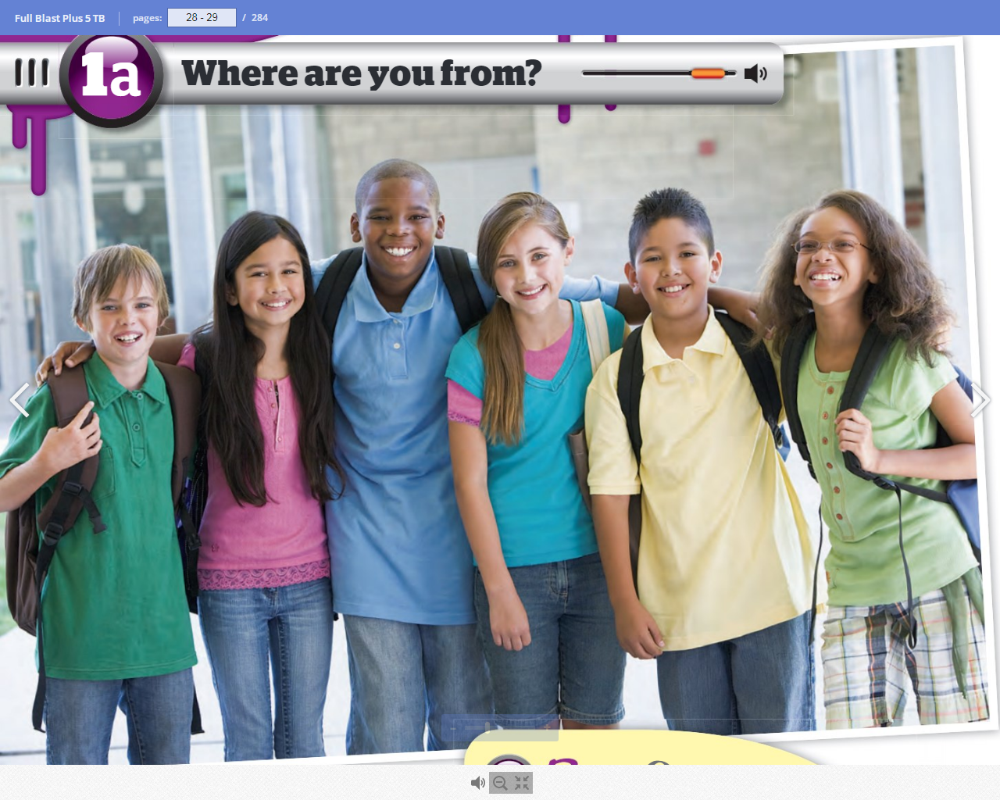 Full Blast Plus 5 TB
pages: 28 - 29 / 284
1a
Where are you from?